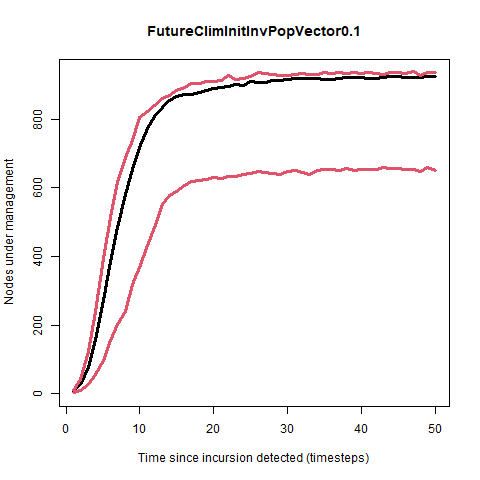 FutureClimInitInvPopVector0.1
Nodes under management
800
600
400
200
0
0 10 20 30 40 50
Time since incursion detected (timesteps)